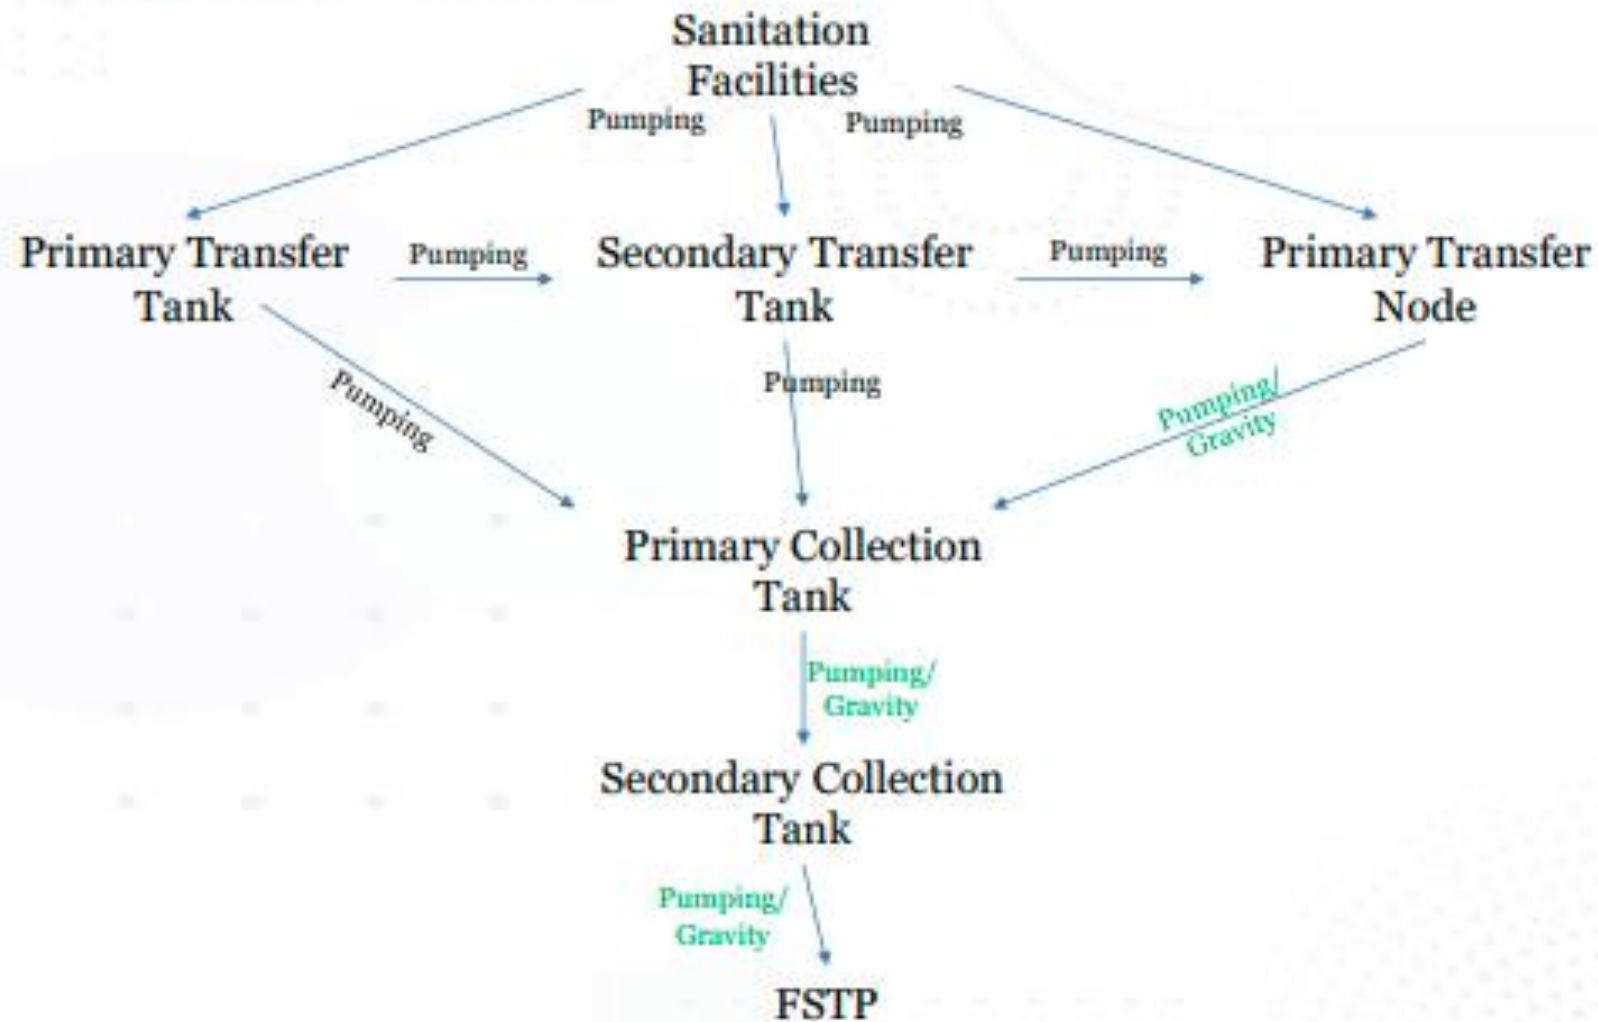 Sanitation
Facilities
Pumping
Pumping
Primary Transfer
Tank
Pumping
Secondary Transfer
Tank
Pumping
Primary Transfer
Node
Pumping
Pumping
Pumping/
Gravity
Primary Collection
Tank
Pumping/
Gravity
Secondary Collection
Tank
Pumping/
Gravity
FSTP